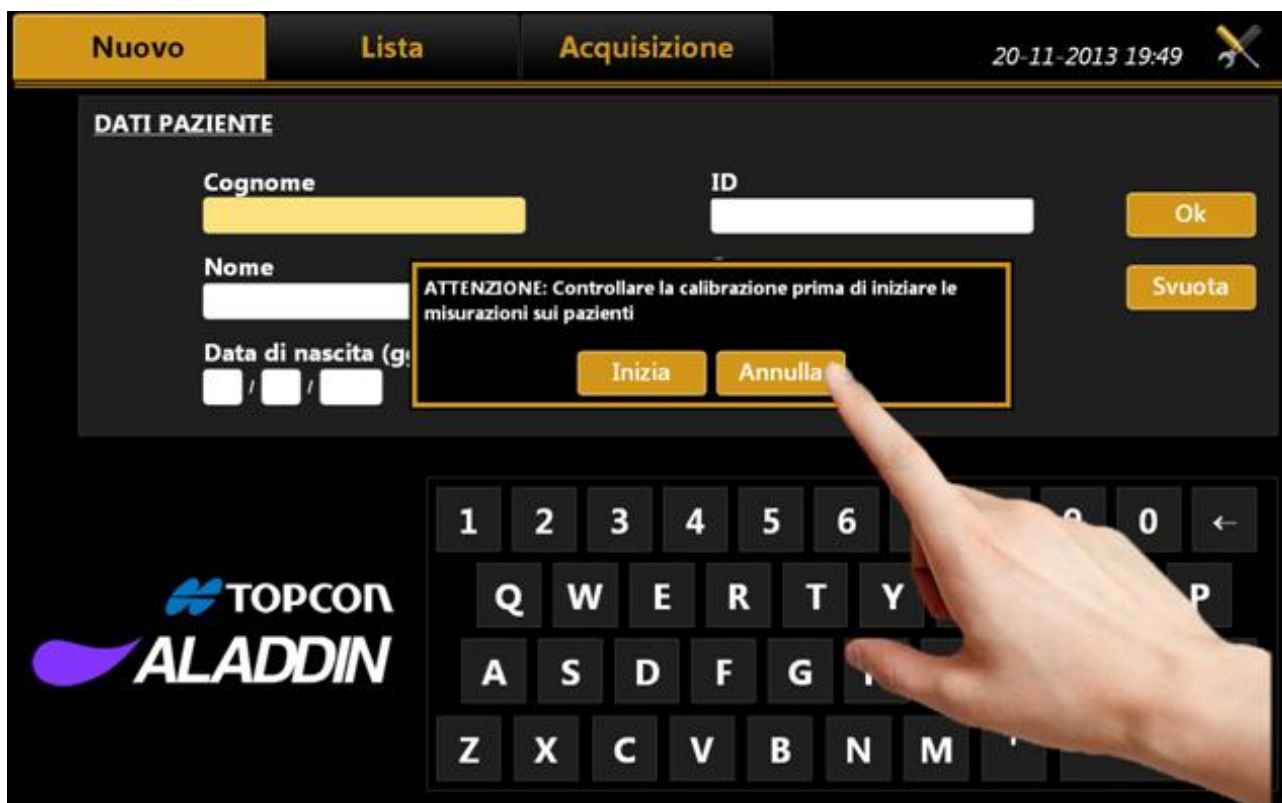 Nuovo Lista Acquisizione 20-11-2013 19:49
DATI PAZIENTE
Cognome ID
Ok
Nome
Svuota
ATTENZIONE: Controllare la calibrazione prima di iniziare le
misurazioni sui pazienti
Inizia Annulla
Data di nascita (g
/ /
1 2 3 4 5 6 0 ←
Q W E R T Y P
A S D F G
Z X C V B N M '
TOPCON
ALADDIN